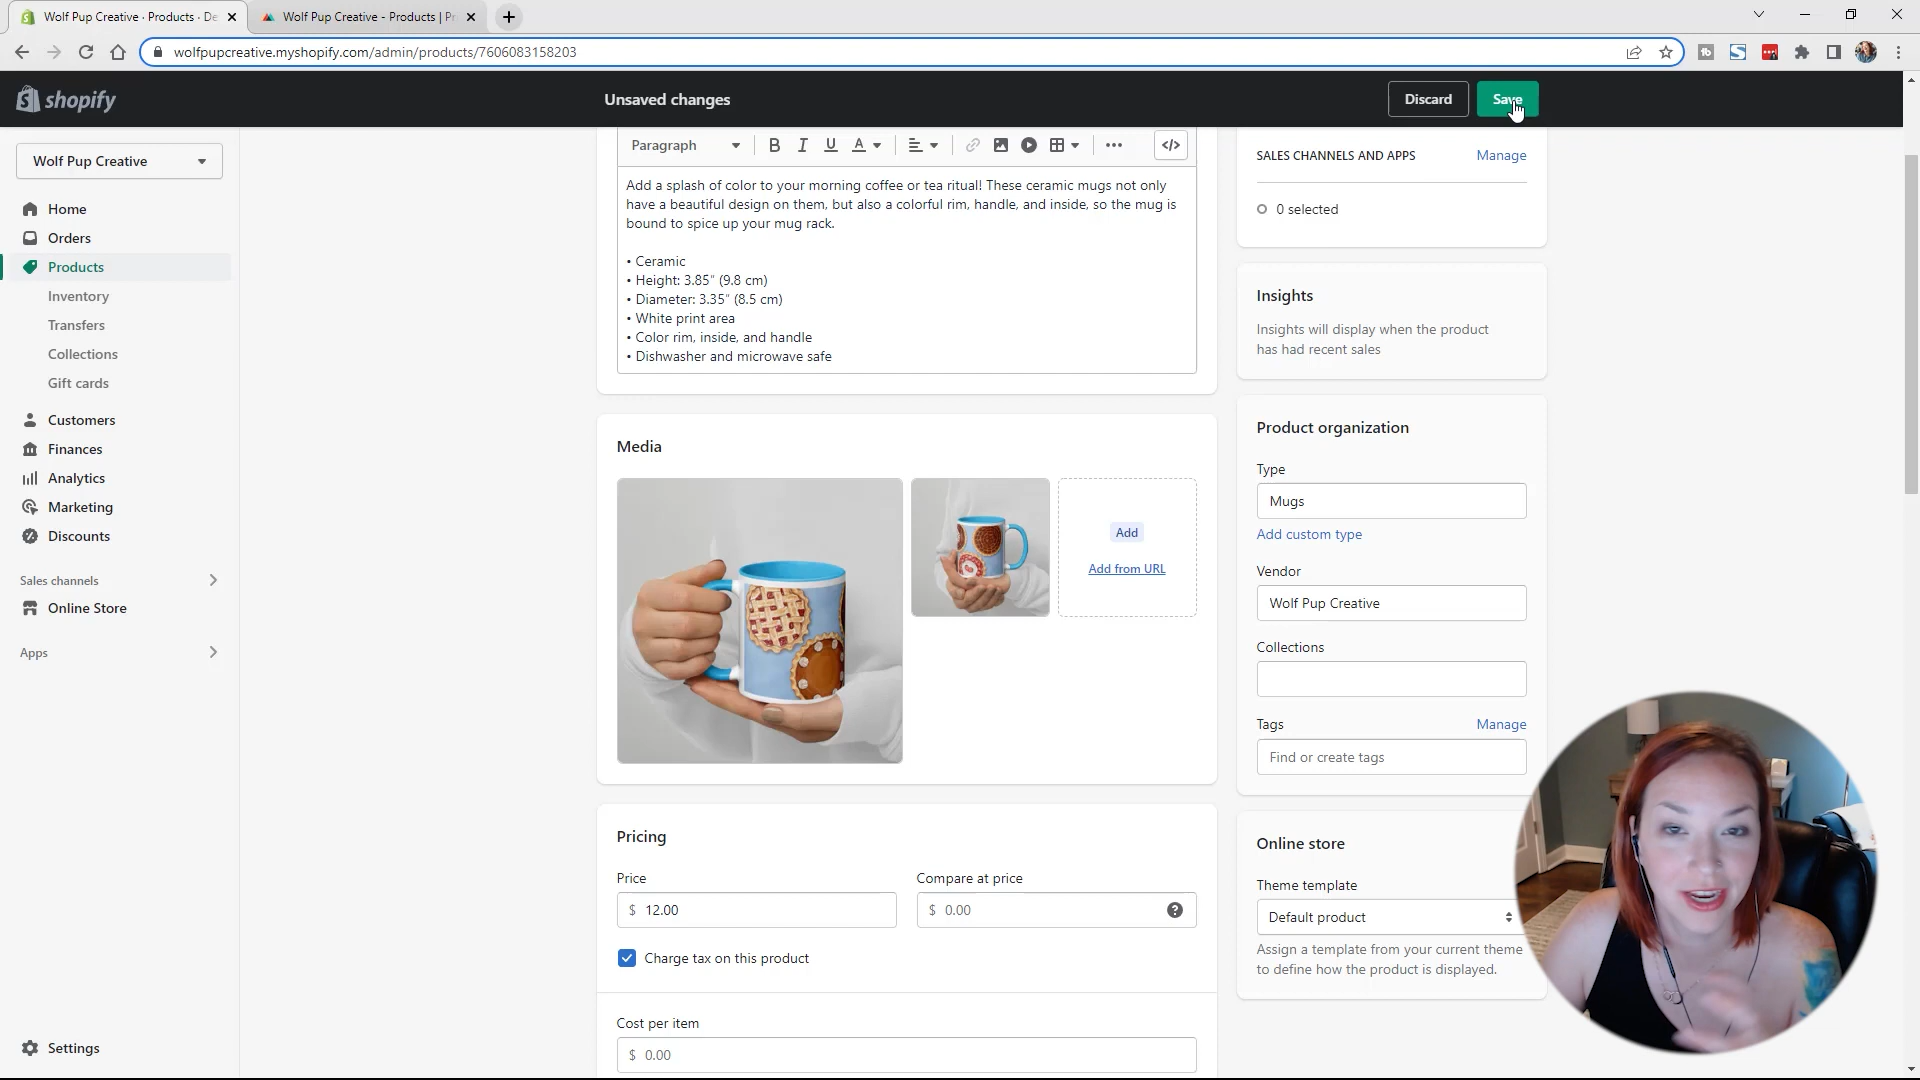 Wolf Pup Creative · Products · De
Wolf Pup Creative - Products | Pr
wolfpupcreative.myshopify.com/admin/products/7606083158203
shopify
Unsaved changes
Discard
Save
Wolf Pup Creative
Home
Orders
Products
Inventory
Transfers
Collections
Gift cards
Customers
Finances
Analytics
Marketing
Discounts
Sales channels
Online Store
Apps
Settings
Paragraph
B I U A
</>
Add a splash of color to your morning coffee or tea ritual! These ceramic mugs not only
have a beautiful design on them, but also a colorful rim, handle, and inside, so the mug is
bound to spice up your mug rack.
• Ceramic
• Height: 3.85″ (9.8 cm)
• Diameter: 3.35″ (8.5 cm)
• White print area
• Color rim, inside, and handle
• Dishwasher and microwave safe
Media
Add
Add from URL
Pricing
Price
Compare at price
$ 12.00
$ 0.00
Charge tax on this product
Cost per item
$ 0.00
SALES CHANNELS AND APPS
Manage
0 selected
Insights
Insights will display when the product
has had recent sales
Product organization
Type
Mugs
Add custom type
Vendor
Wolf Pup Creative
Collections
Tags
Manage
Find or create tags
Online store
Theme template
Default product
Assign a template from your current theme
to define how the product is displayed.